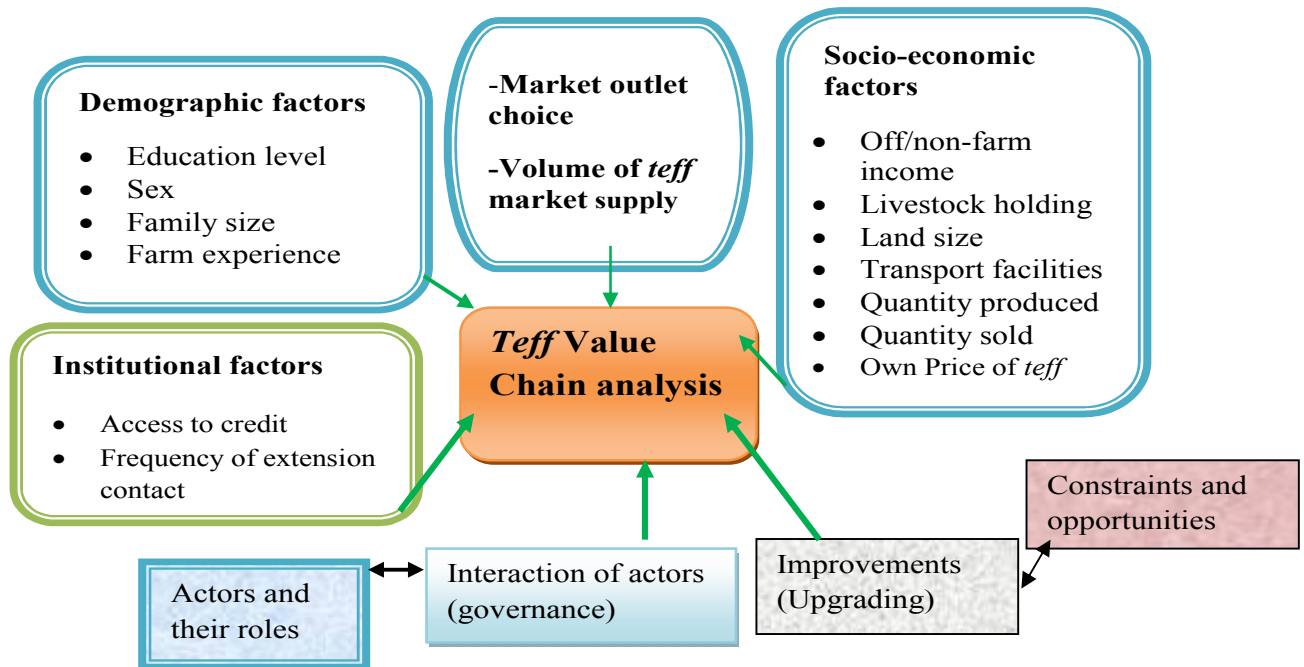 Demographic factors
• Education level
• Sex
• Family size
• Farm experience
-Market outlet
choice
-Volume of teff
market supply
Socio-economic
factors
• Off/non-farm
income
• Livestock holding
• Land size
• Transport facilities
• Quantity produced
• Quantity sold
• Own Price of teff
Institutional factors
• Access to credit
• Frequency of extension
contact
Teff Value
Chain analysis
Actors and
their roles
Interaction of actors
(governance)
Improvements
(Upgrading)
Constraints and
opportunities